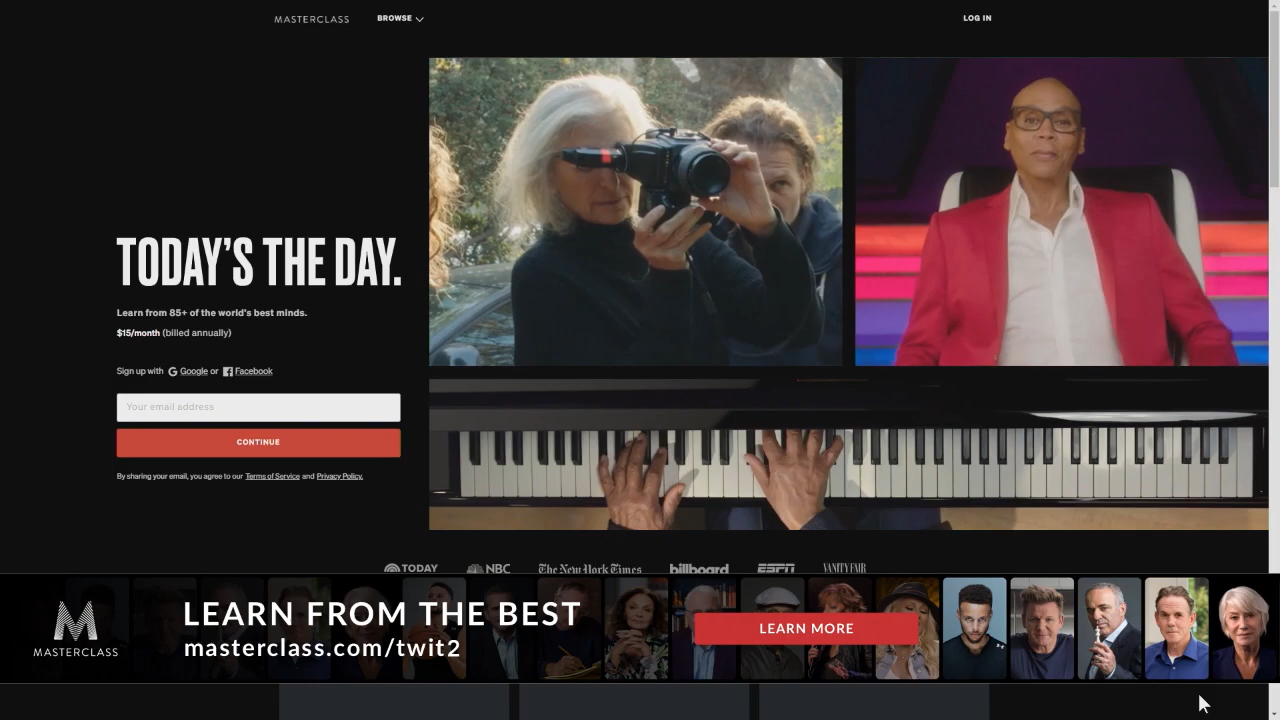 MASTERCLASS
BROWSE
LOG IN
TODAY'S THE DAY.
Learn from 85+ of the world's best minds.
$15/month (billed annually)
Sign up with Google or Facebook
Your email address
CONTINUE
By sharing your email, you agree to our Terms of Service and Privacy Policy.
TODAY NBC The New York Times billboard ESPN VANITY FAIR
LEARN FROM THE BEST
masterclass.com/twit2
MASTERCLASS
LEARN MORE